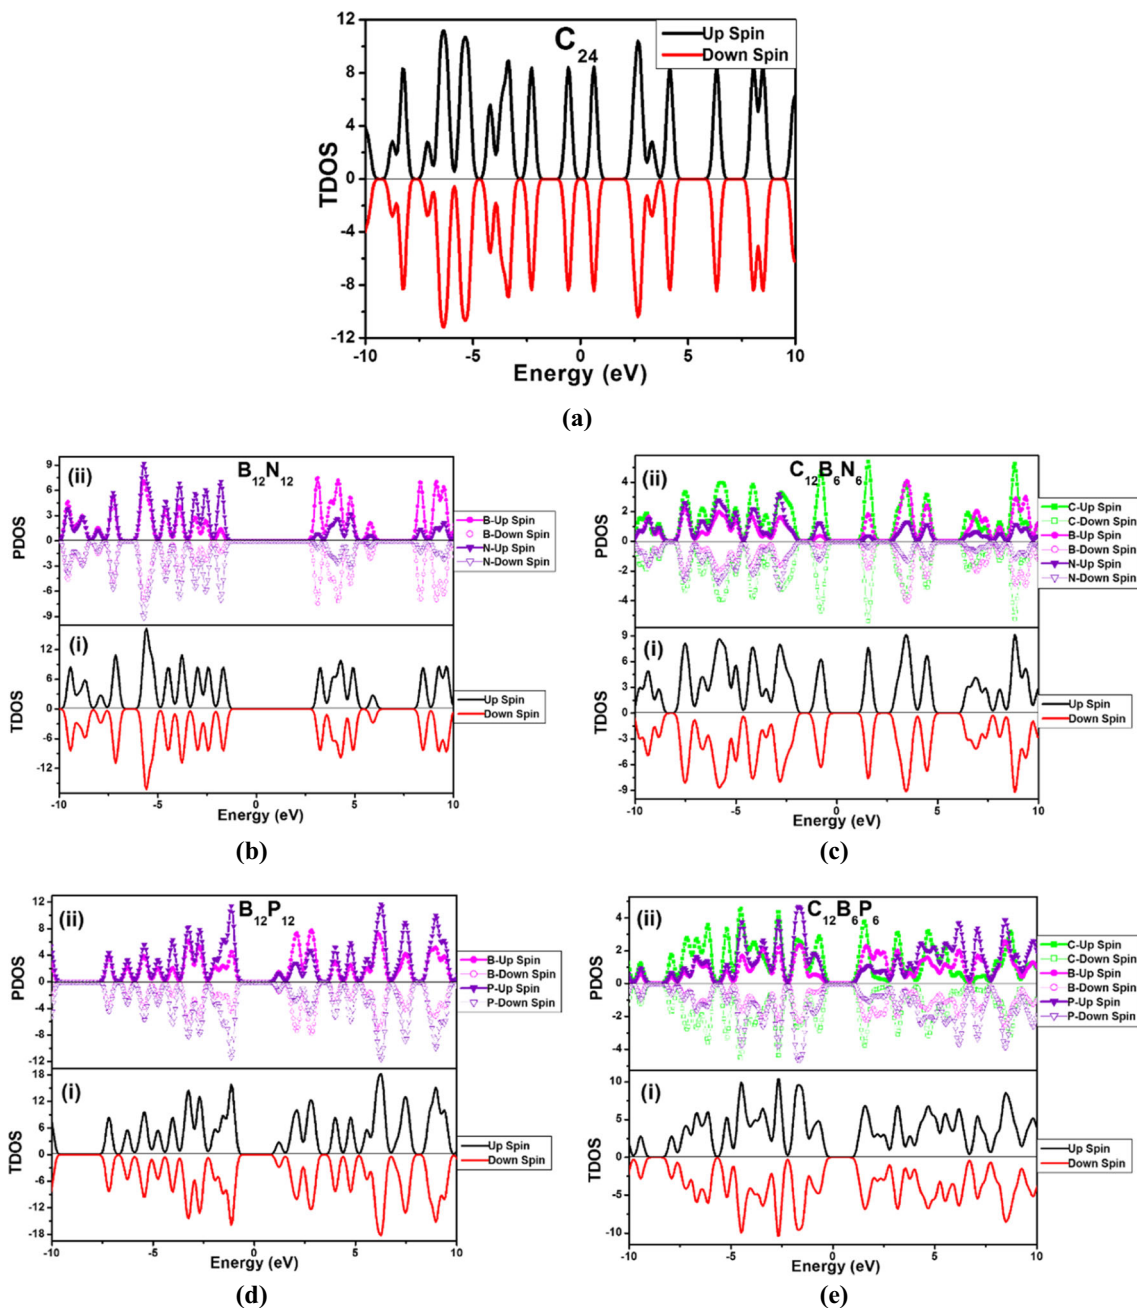 C24
Up Spin
Down Spin
12
8
4
0
-4
-8
-12
TDOS
-10 -5 0 5 10
Energy (eV)
(a)
(ii) B12N12
9
6
3
0
-3
-6
-9
PDOS
B-Up Spin
B-Down Spin
N-Up Spin
N-Down Spin
(i)
12
6
0
-6
-12
TDOS
Up Spin
Down Spin
-10 -5 0 5 10
Energy (eV)
(b)
(ii) C12B6N6
4
2
0
-2
-4
PDOS
C-Up Spin
C-Down Spin
B-Up Spin
B-Down Spin
N-Up Spin
N-Down Spin
(i)
9
6
3
0
-3
-6
-9
TDOS
Up Spin
Down Spin
-10 -5 0 5 10
Energy (eV)
(c)
(ii) B12P12
12
8
4
0
-4
-8
-12
PDOS
B-Up Spin
B-Down Spin
P-Up Spin
P-Down Spin
(i)
18
12
6
0
-6
-12
-18
TDOS
Up Spin
Down Spin
-10 -5 0 5 10
Energy (eV)
(d)
(ii) C12B6P6
4
2
0
-2
-4
PDOS
C-Up Spin
C-Down Spin
B-Up Spin
B-Down Spin
P-Up Spin
P-Down Spin
(i)
10
5
0
-5
-10
TDOS
Up Spin
Down Spin
-10 -5 0 5 10
Energy (eV)
(e)